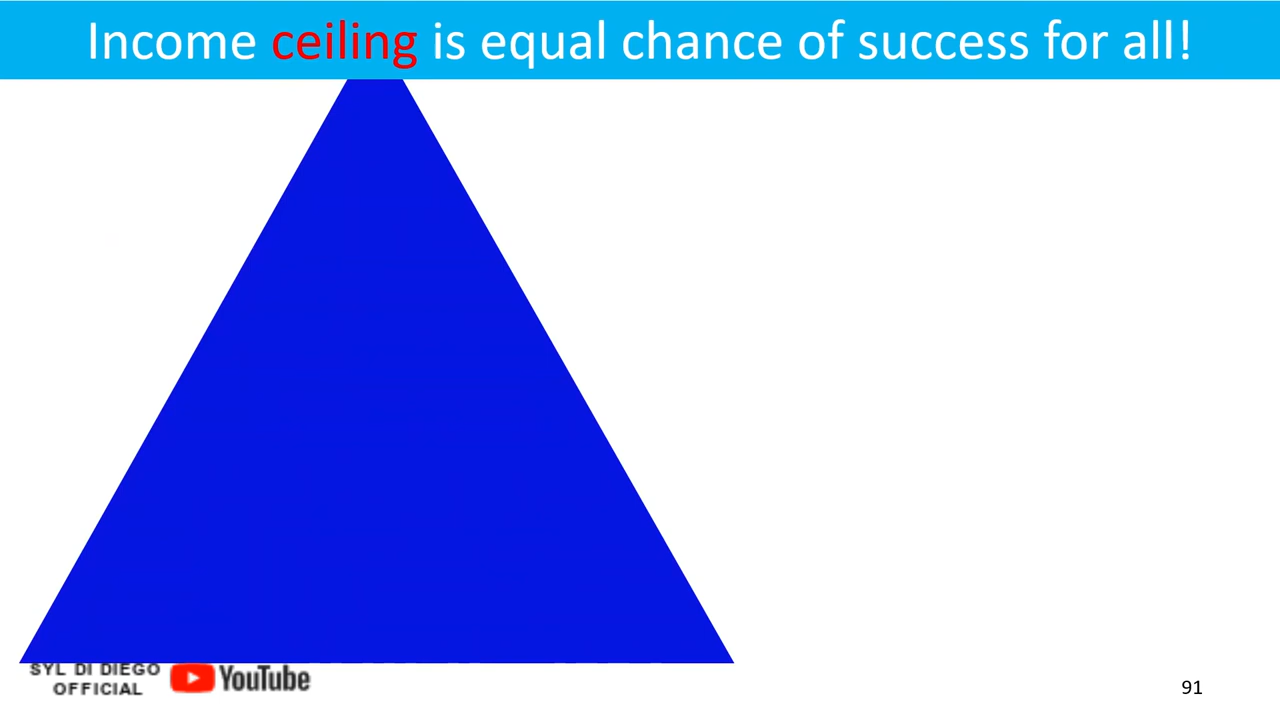 Income ceiling is equal chance of success for all!
SYL DI DIEGO
OFFICIAL
YouTube
91